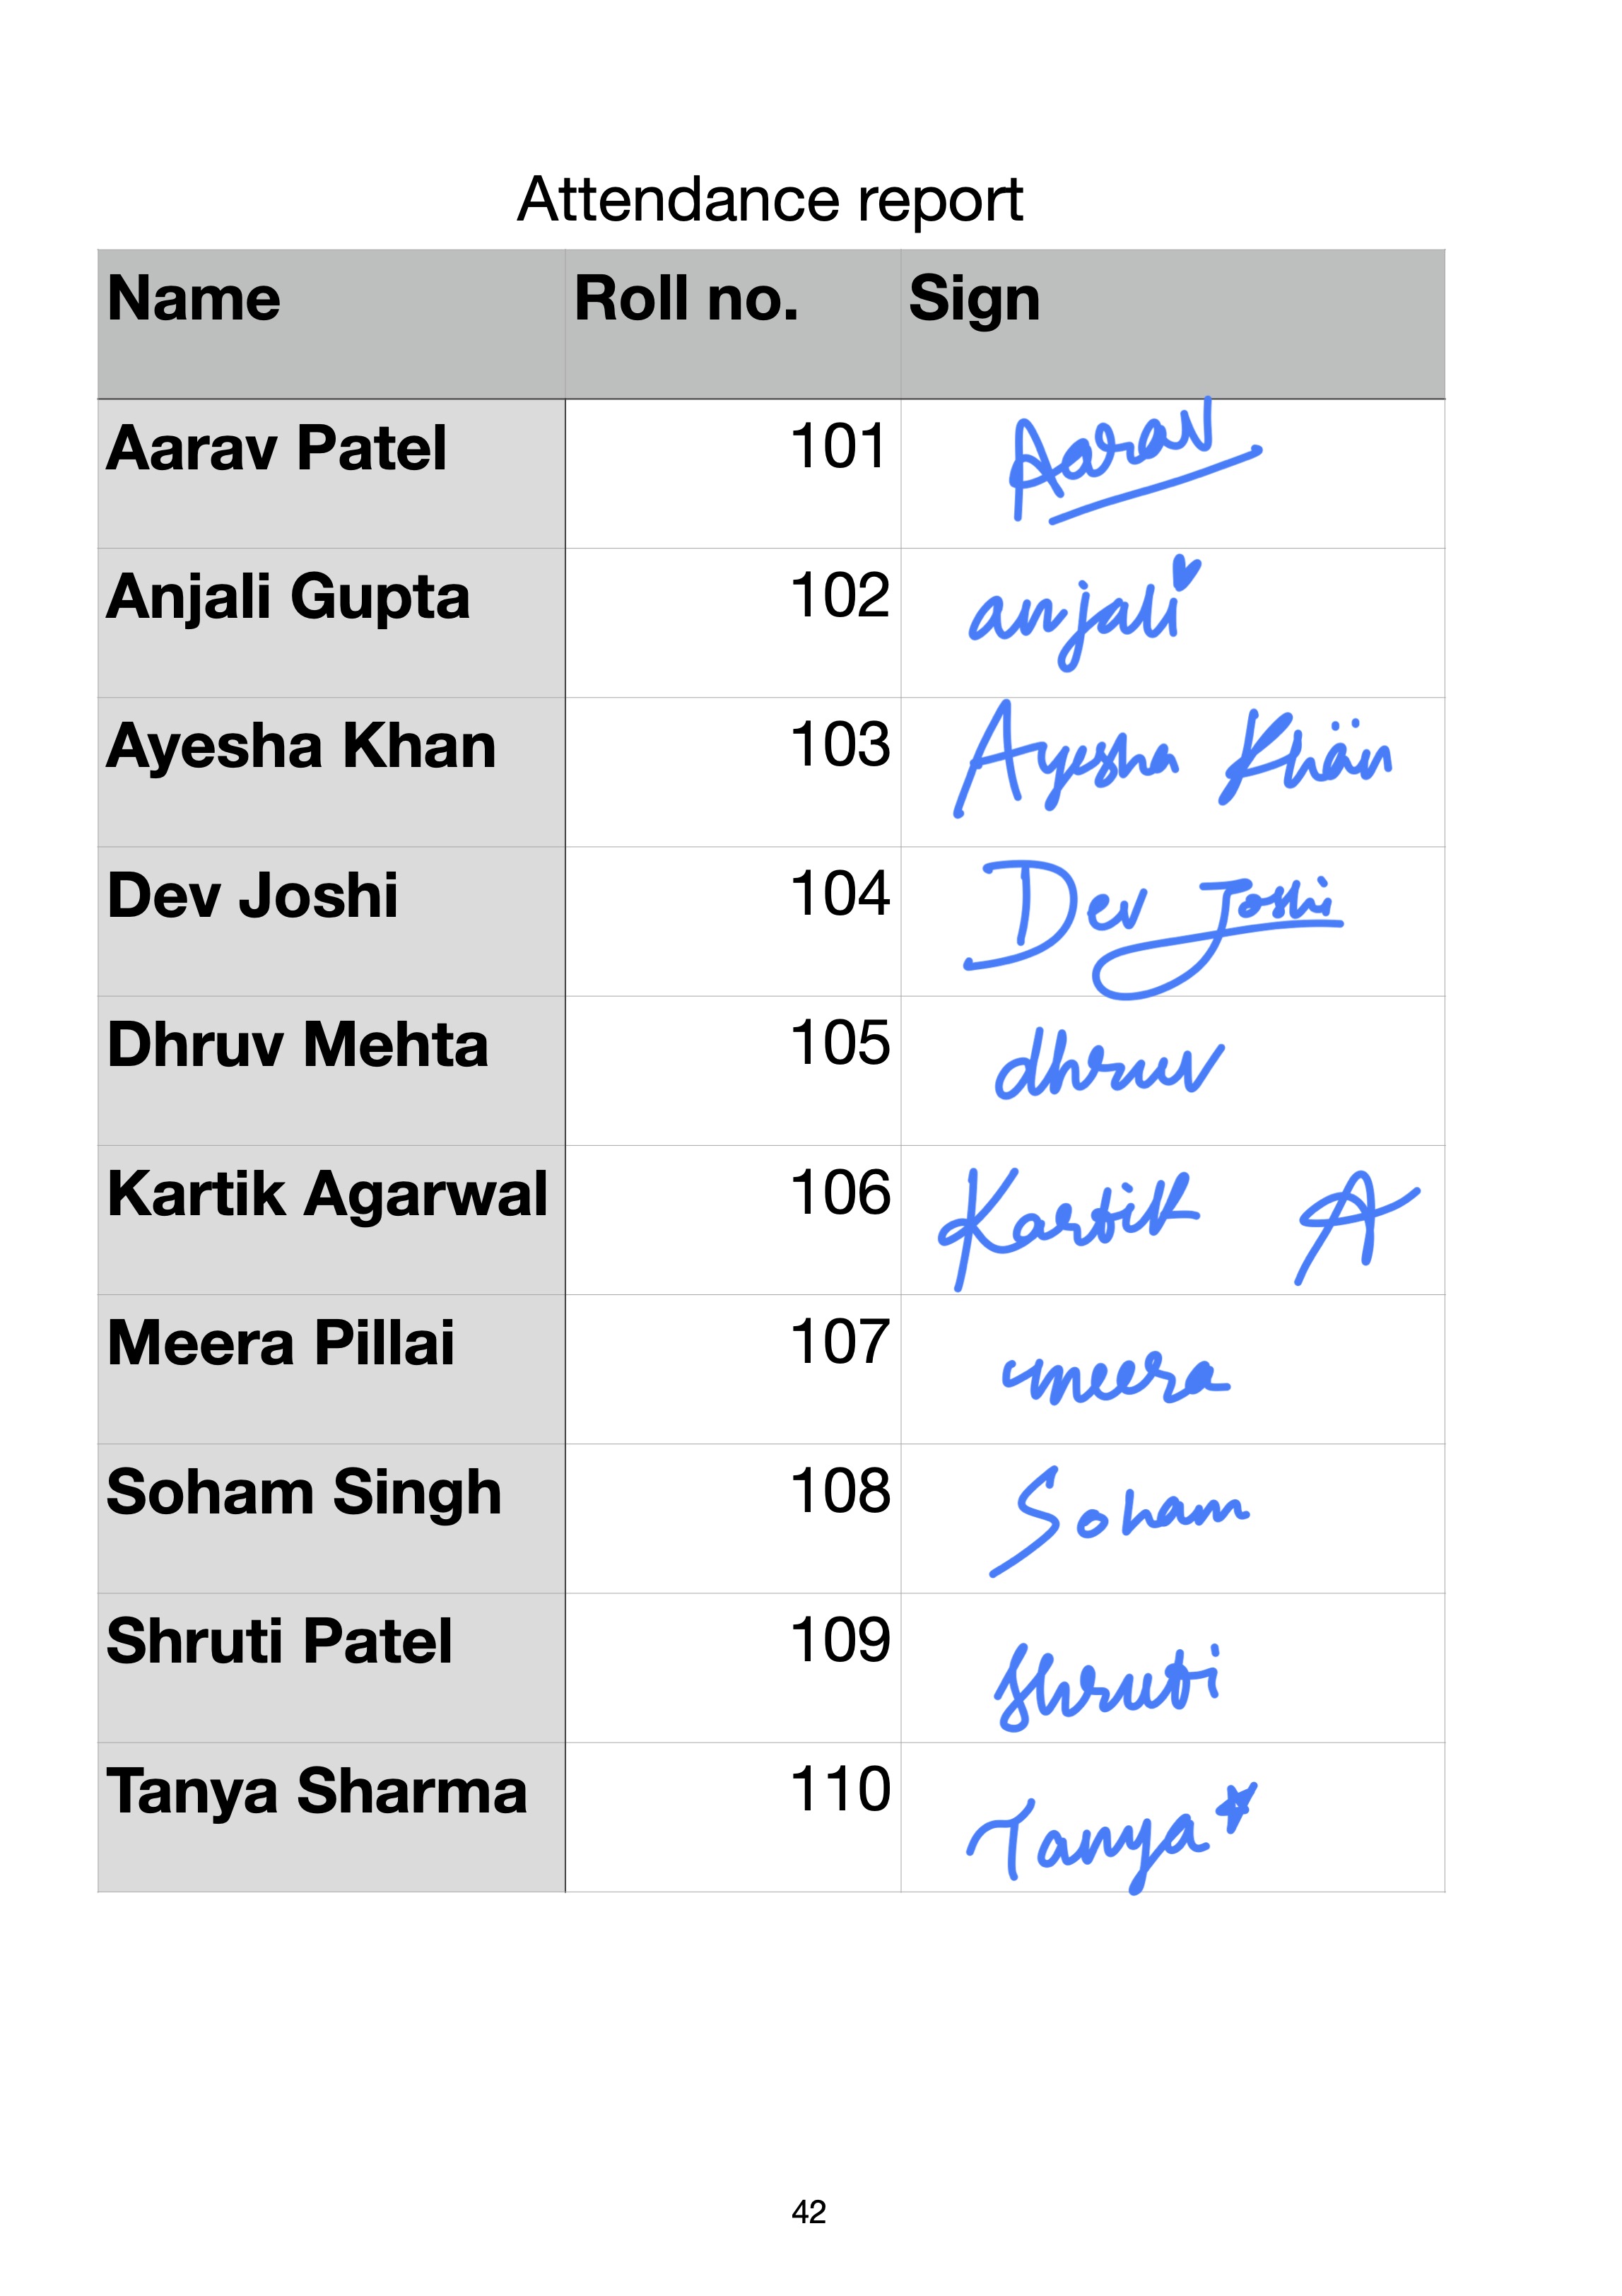 Attendance report
Name Roll no. Sign
Aarav Patel 101 Aarav
Anjali Gupta 102 anjali
Ayesha Khan 103 Ayesha Khan
Dev Joshi 104 Dev Joshi
Dhruv Mehta 105 dhruv
Kartik Agarwal 106 Kartik A
Meera Pillai 107 meera
Soham Singh 108 Soham
Shruti Patel 109 Shruti
Tanya Sharma 110 Tanya
42